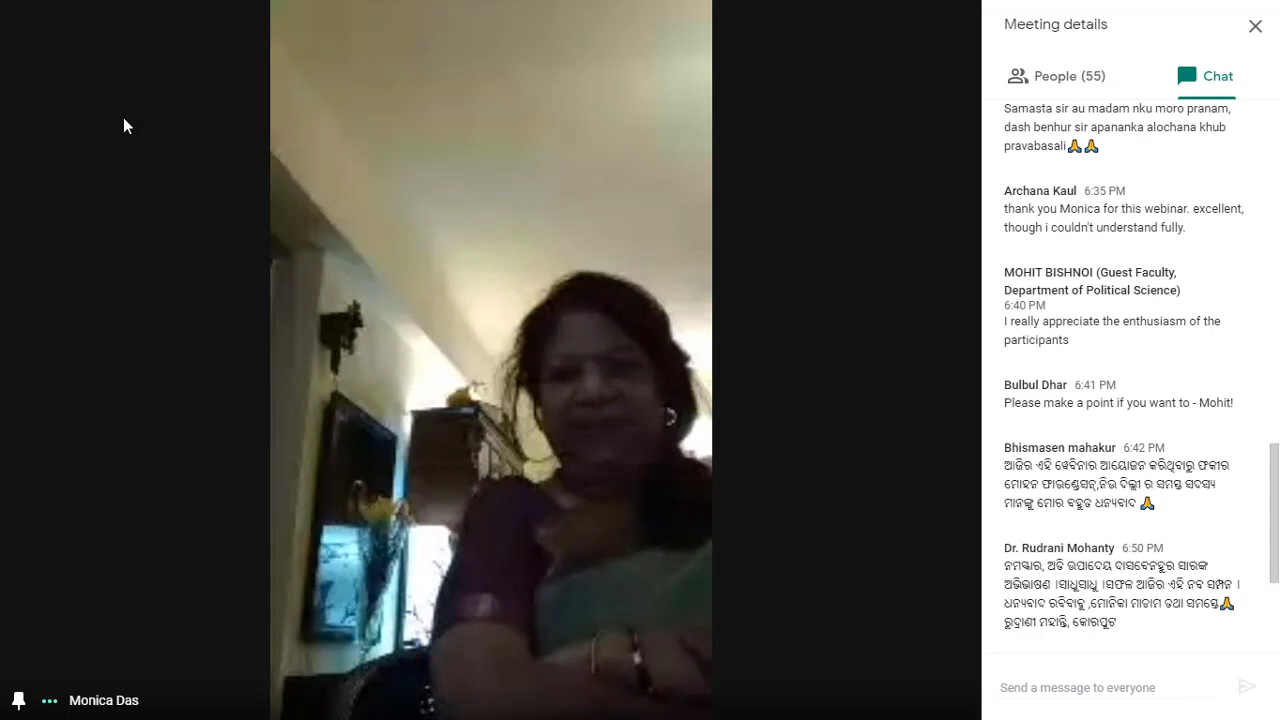 Meeting details
People (55)
Chat
Samasta sir au madam nku moro pranam,
dash benhur sir apananka alochana khub
pravabasali🙏🙏
Archana Kaul 6:35 PM
thank you Monica for this webinar. excellent,
though i couldn't understand fully.
MOHIT BISHNOI (Guest Faculty,
Department of Political Science)
6:40 PM
I really appreciate the enthusiasm of the
participants
Bulbul Dhar 6:41 PM
Please make a point if you want to - Mohit!
Bhismasen mahakur 6:42 PM
ଆଜିର ଏହି ୱେବିନାର ଆୟୋଜନ କରିଥିବାରୁ ଫକୀର
ମୋହନ ଫାଉଣ୍ଡେସନ୍,ନିଉ ଦିଲ୍ଲୀ ର ସମସ୍ତ ସଦସ୍ୟ
ମାନଙ୍କୁ ମୋର ବହୁତ ଧନ୍ୟବାଦ 🙏
Dr. Rudrani Mohanty 6:50 PM
ନମସ୍କାର, ଅତି ଉପାଦେୟ ଦାସବେନହୁର ସାରଙ୍କ
ଅଭିଭାଷଣ ।ସାଧୁସାଧୁ ।ସଫଳ ଆଜିର ଏହି ନବ ସମ୍ପନ ।
ଧନ୍ୟବାଦ ରବିବାବୁ ,ମୋନିକା ମାଡାମ ତଥା ସମସ୍ତେ🙏
ରୁଦ୍ରାଣୀ ମହାନ୍ତି, କୋରାପୁଟ
Send a message to everyone
Monica Das